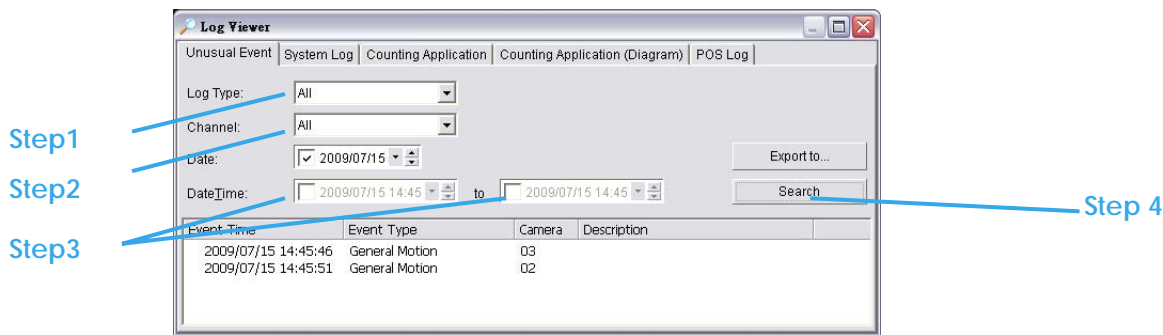 Log Viewer
Unusual Event System Log Counting Application Counting Application (Diagram) POS Log
Log Type: All
Step1
Channel: All
Date: 2009/07/15 Export to...
Step2
DateTime: 2009/07/15 14:45 to 2009/07/15 14:45 Search
Step 4
Event Time Event Type Camera Description
Step3
2009/07/15 14:45:46 General Motion 03
2009/07/15 14:45:51 General Motion 02